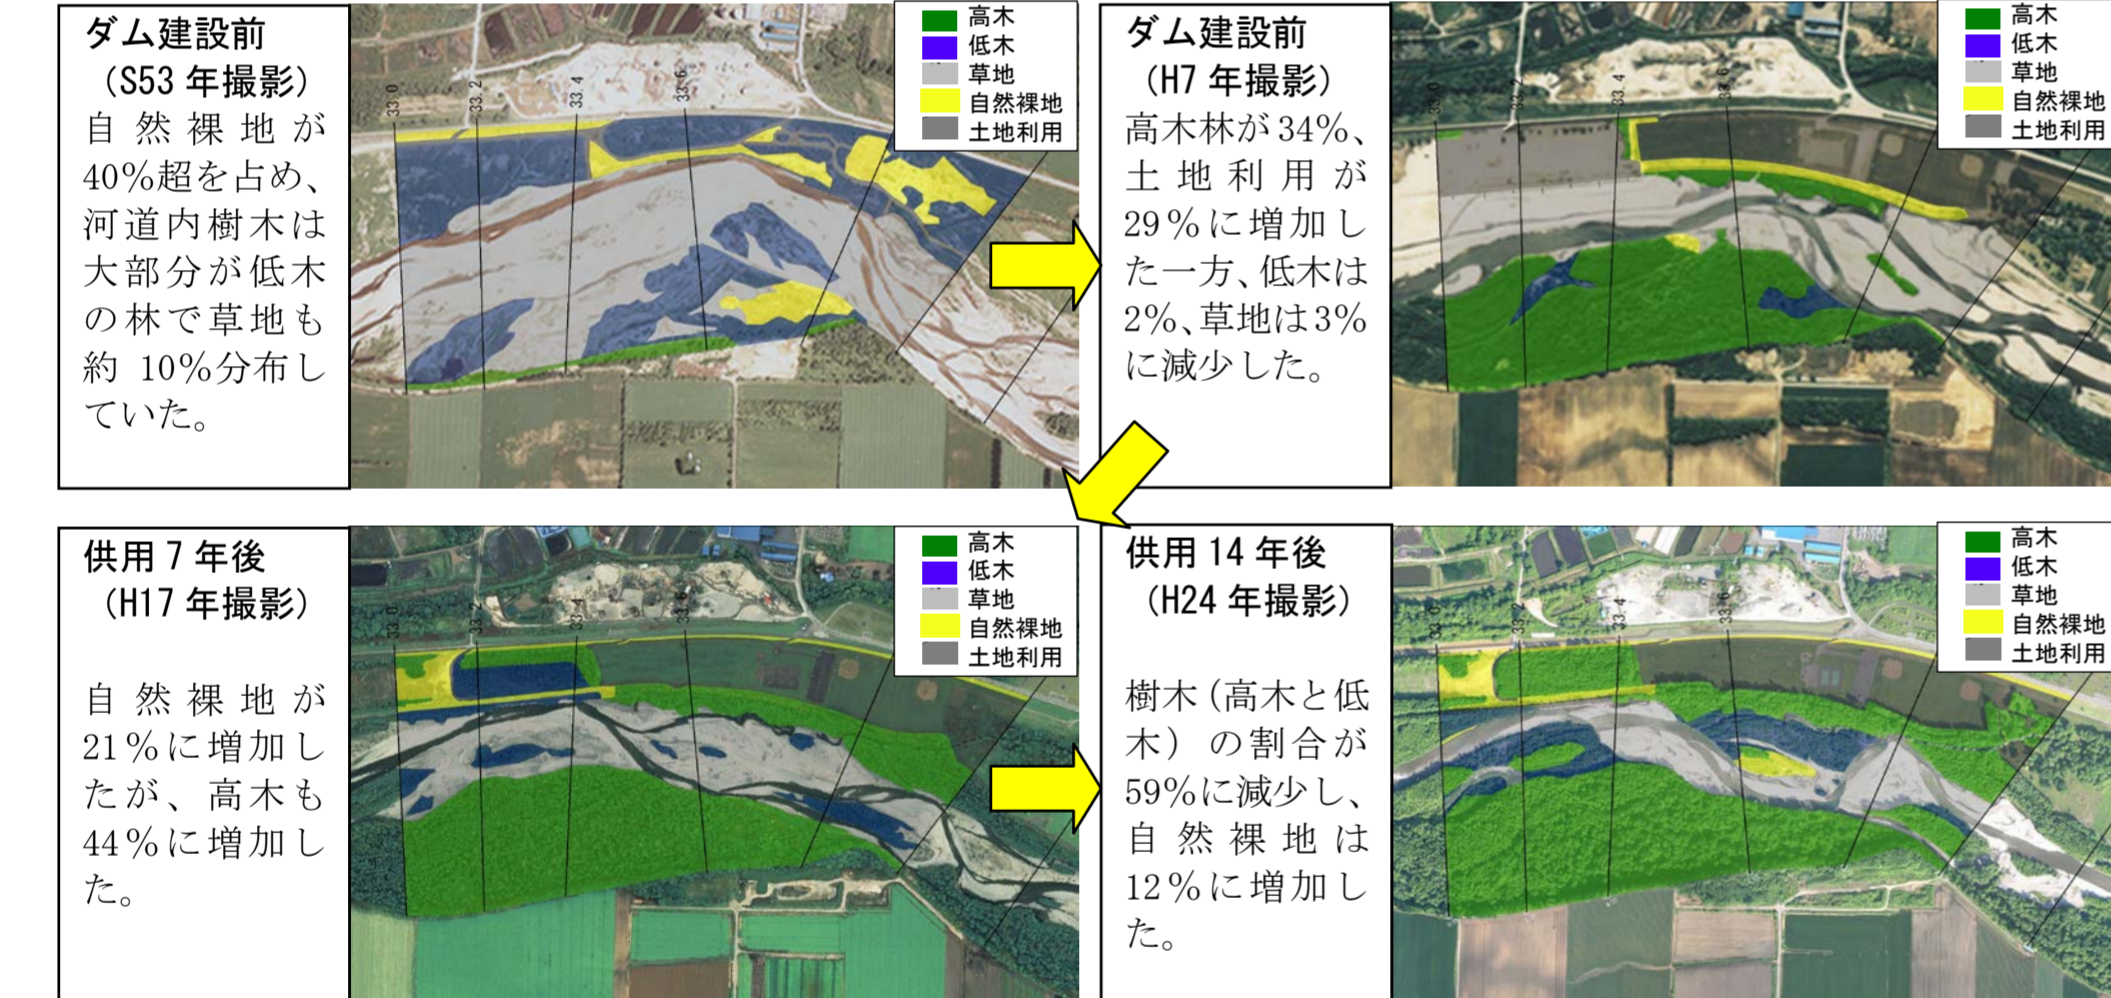 ダム建設前
（S53 年撮影）
自然裸地が
40％超を占め、
河道内樹木は
大部分が低木
の林で草地も
約 10％分布し
ていた。
33.0
33.2
33.4
33.6
高木
低木
草地
自然裸地
土地利用
ダム建設前
（H7 年撮影）
高木林が 34％、
土地利用が
29％に増加し
た一方、低木は
2％、草地は 3％
に減少した。
33.0
33.2
33.4
33.6
高木
低木
草地
自然裸地
土地利用
供用 7 年後
（H17 年撮影）
自然裸地が
21％に増加し
たが、高木も
44％に増加し
た。
33.0
33.2
33.4
33.6
高木
低木
草地
自然裸地
土地利用
供用 14 年後
（H24 年撮影）
樹木（高木と低
木）の割合が
59％に減少し、
自然裸地は
12％に増加し
た。
33.0
33.2
33.4
33.6
高木
低木
草地
自然裸地
土地利用